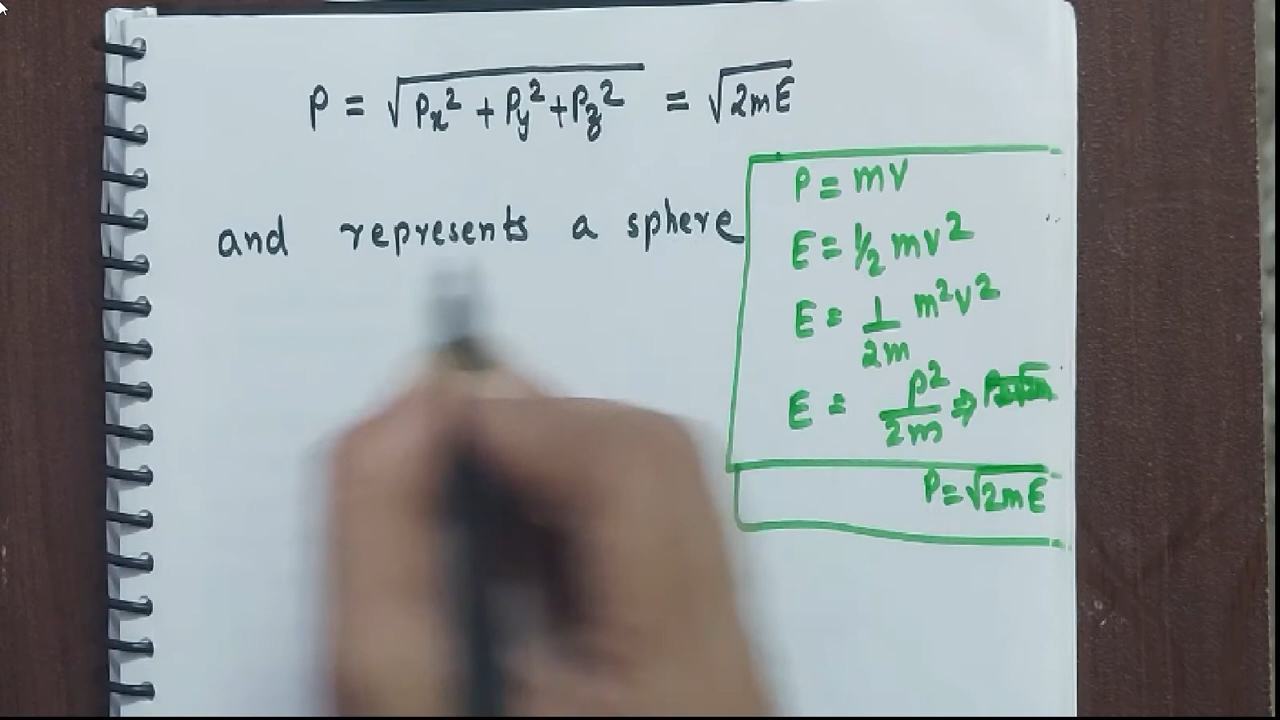 P = √Px² + Py² + Pz² = √2mE
and represents a sphere
P = mv
E = 1/2 mv²
E = 1/2m m²v²
E = P²/2m ⇒
P = √2mE